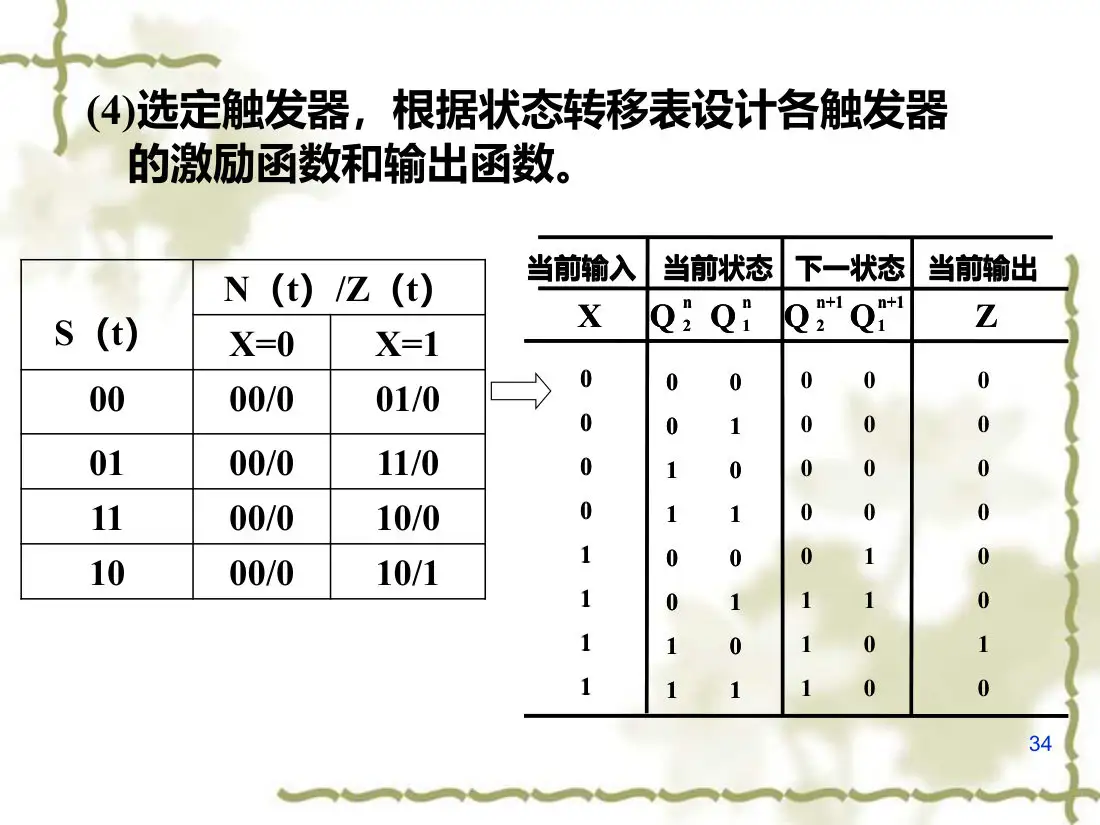 (4)选定触发器，根据状态转移表设计各触发器
的激励函数和输出函数。
S（t） N（t）/Z（t）
X=0 X=1
00 00/0 01/0
01 00/0 11/0
11 00/0 10/0
10 00/0 10/1
当前输入 当前状态 下一状态 当前输出
X Q₂ⁿ Q₁ⁿ Q₂ⁿ⁺¹ Q₁ⁿ⁺¹ Z
0 0 0 0 0 0
0 0 1 0 0 0
0 1 0 0 0 0
0 1 1 0 0 0
1 0 0 0 1 0
1 0 1 1 1 0
1 1 0 1 0 1
1 1 1 1 0 0
34